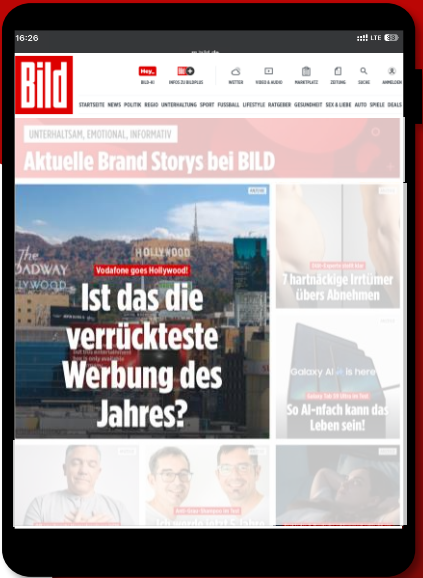 16:26
LTE
m.bild.de
Bild
Hey_
BILD-KI
INFOS ZU BILDPLUS
WETTER
VIDEO & AUDIO
MARKTPLATZ
ZEITUNG
SUCHE
ANMELDEN
STARTSEITE NEWS POLITIK REGIO UNTERHALTUNG SPORT FUSSBALL LIFESTYLE RATGEBER GESUNDHEIT SEX & LIEBE AUTO SPIELE DEALS
UNTERHALTSAM, EMOTIONAL, INFORMATIV
Aktuelle Brand Storys bei BILD
HOLLYWOOD
The
Vodafone goes Hollywood!
Ist das die
verrückteste
Werbung des
Jahres?
7 hartnäckige Irrtümer
übers Abnehmen
Galaxy AI is here
So AI-nfach kann das
Leben sein!